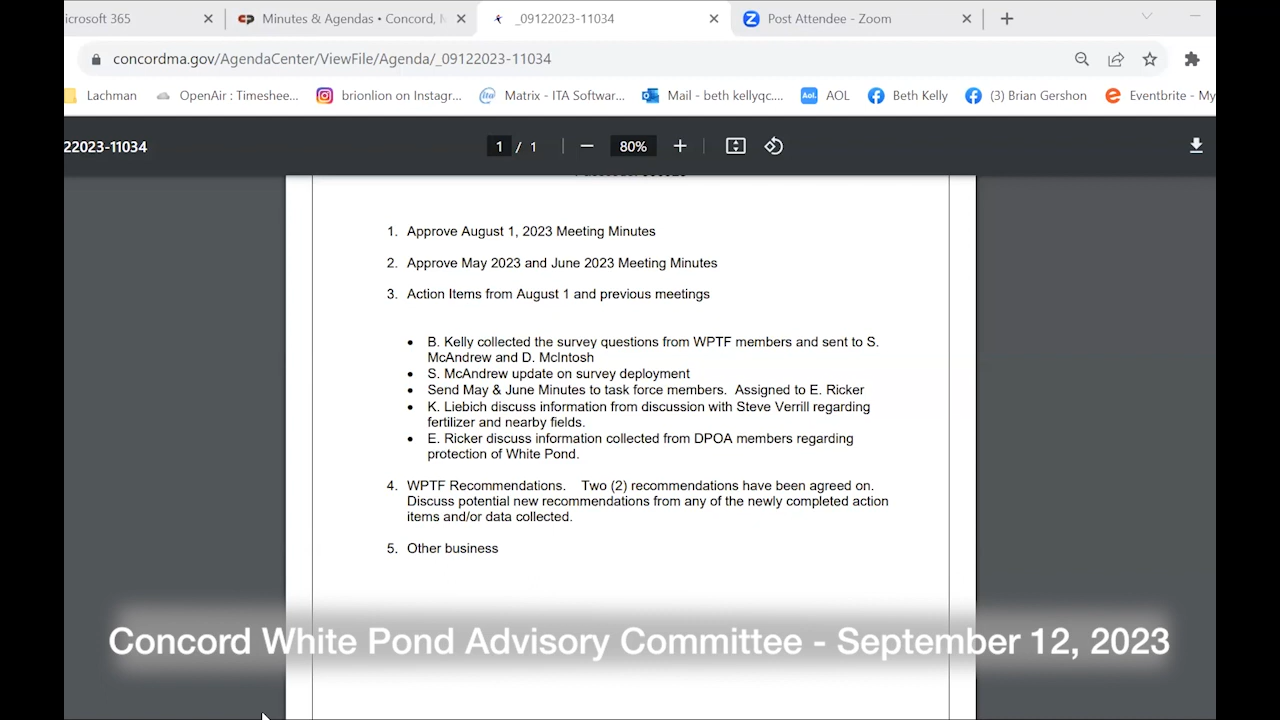 icrosoft 365
Minutes & Agendas • Concord, M
_09122023-11034
Post Attendee - Zoom
concordma.gov/AgendaCenter/ViewFile/Agenda/_09122023-11034
Lachman
OpenAir : Timeshee...
brionlion on Instagr...
Matrix - ITA Softwar...
Mail - beth kellyqc....
AOL
Beth Kelly
(3) Brian Gershon
Eventbrite - My
22023-11034
1 / 1
80%
1. Approve August 1, 2023 Meeting Minutes
2. Approve May 2023 and June 2023 Meeting Minutes
3. Action Items from August 1 and previous meetings
• B. Kelly collected the survey questions from WPTF members and sent to S.
McAndrew and D. McIntosh
• S. McAndrew update on survey deployment
• Send May & June Minutes to task force members. Assigned to E. Ricker
• K. Liebich discuss information from discussion with Steve Verrill regarding
fertilizer and nearby fields.
• E. Ricker discuss information collected from DPOA members regarding
protection of White Pond.
4. WPTF Recommendations. Two (2) recommendations have been agreed on.
Discuss potential new recommendations from any of the newly completed action
items and/or data collected.
5. Other business
Concord White Pond Advisory Committee - September 12, 2023